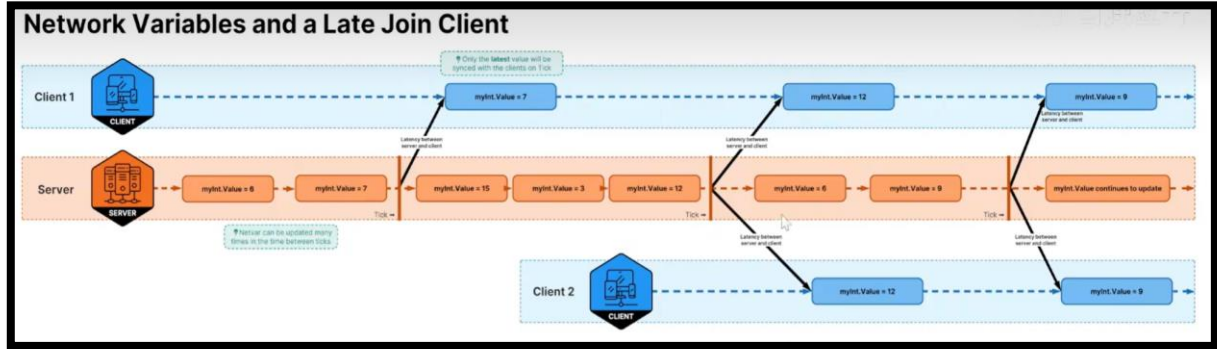 Network Variables and a Late Join Client
Only the latest value will be
synced with the clients on Tick
Client 1
CLIENT
myInt.Value = 7
myInt.Value = 12
myInt.Value = 9
Latency between
server and client
Latency between
server and client
Latency between
server and client
Server
SERVER
myInt.Value = 6
myInt.Value = 7
myInt.Value = 15
myInt.Value = 3
myInt.Value = 12
myInt.Value = 6
myInt.Value = 9
myInt.Value continues to update
Tick
Tick
Tick
Netvar can be updated many
times in the time between ticks
Latency between
server and client
Latency between
server and client
Client 2
CLIENT
myInt.Value = 12
myInt.Value = 9